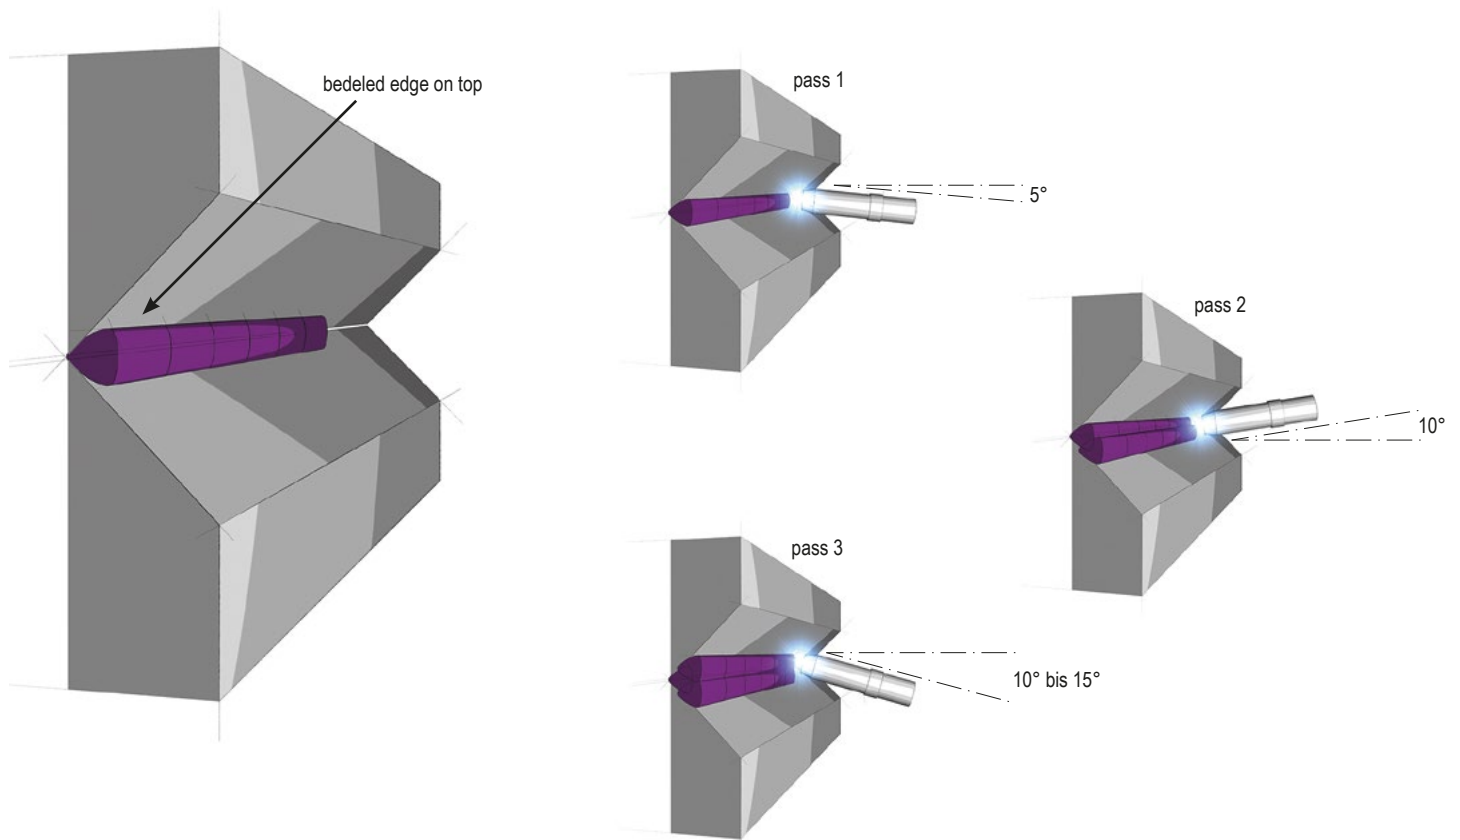 bedeled edge on top
pass 1
5°
pass 2
10°
pass 3
10° bis 15°